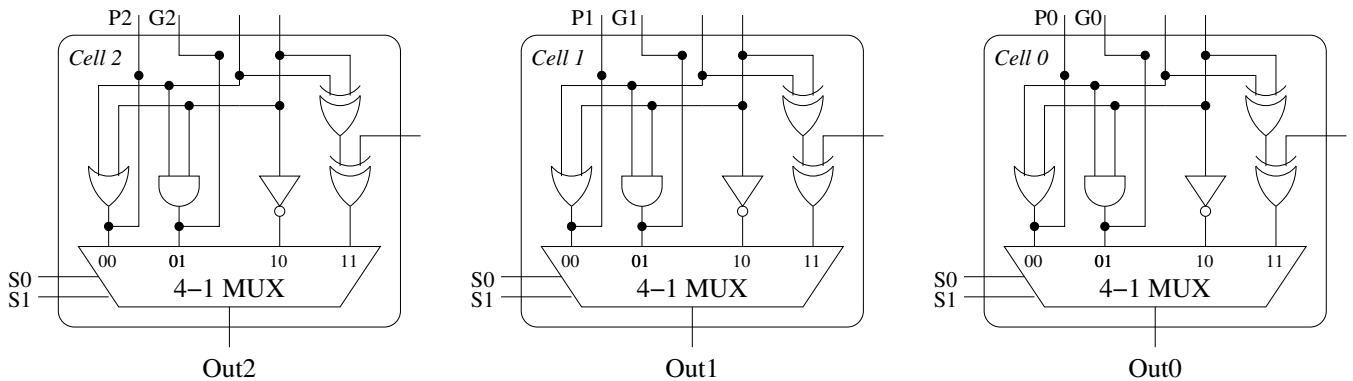 P2 G2 P1 G1 P0 G0
Cell 2 Cell 1 Cell 0
00 01 10 11 00 01 10 11 00 01 10 11
S0 4−1 MUX S0 4−1 MUX S0 4−1 MUX
S1 S1 S1
Out2 Out1 Out0